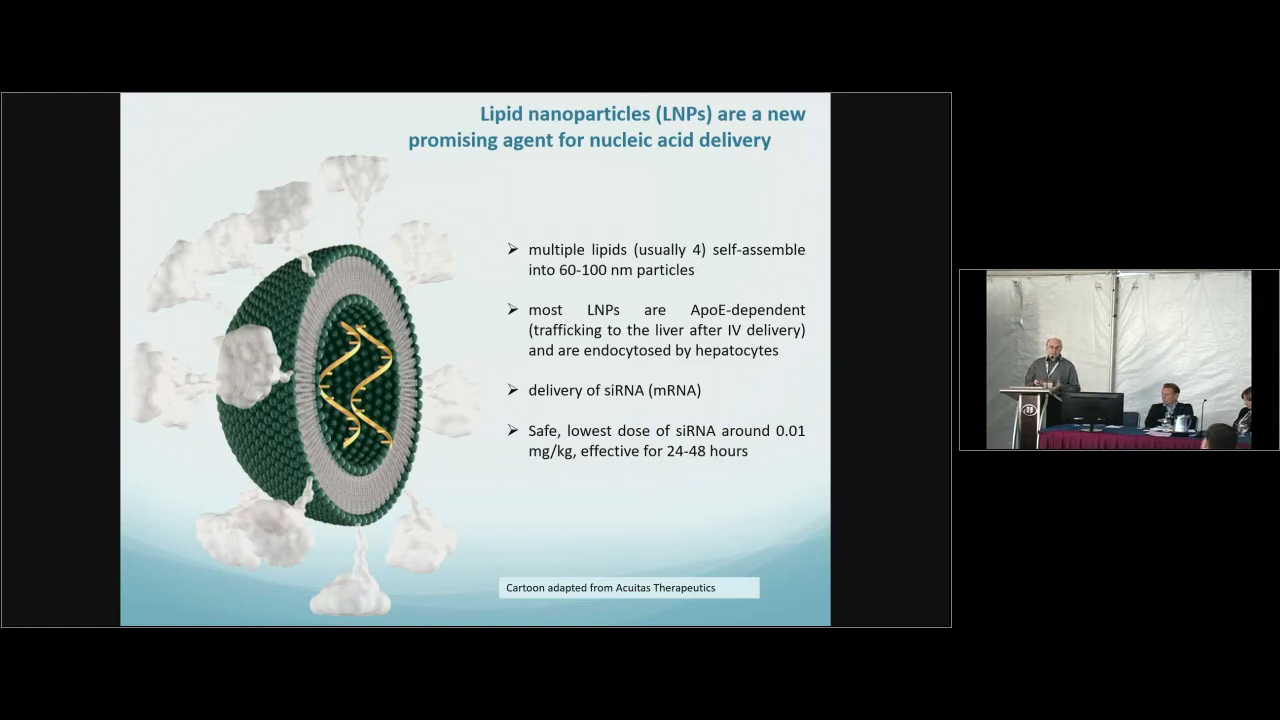 Lipid nanoparticles (LNPs) are a new
promising agent for nucleic acid delivery
multiple lipids (usually 4) self-assemble
into 60-100 nm particles
most LNPs are ApoE-dependent
(trafficking to the liver after IV delivery)
and are endocytosed by hepatocytes
delivery of siRNA (mRNA)
Safe, lowest dose of siRNA around 0.01
mg/kg, effective for 24-48 hours
Cartoon adapted from Acuitas Therapeutics